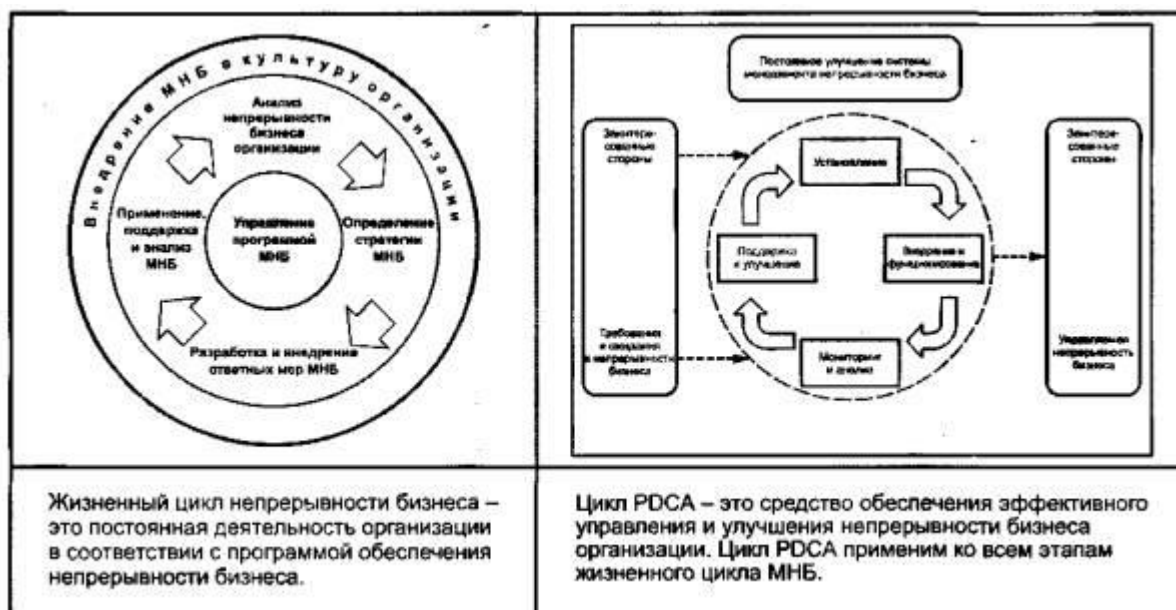 Внедрение МНБ в культуру организации
Анализ
непрерывности
бизнеса
организации
Применение,
поддержка
и анализ
МНБ
Управление
программой
МНБ
Определение
стратегии
МНБ
Разработка и внедрение
ответных мер МНБ
Постоянное улучшение системы
менеджмента непрерывности бизнеса
Заинтере-
сованные
стороны
Установление
Заинтере-
сованные
стороны
Поддержка
и улучшение
Внедрение и
функционирование
Требования
и ожидания
в непрерывности
бизнеса
Мониторинг
и анализ
Управляемая
непрерывность
бизнеса
Жизненный цикл непрерывности бизнеса –
это постоянная деятельность организации
в соответствии с программой обеспечения
непрерывности бизнеса.
Цикл PDCA – это средство обеспечения эффективного
управления и улучшения непрерывности бизнеса
организации. Цикл PDCA применим ко всем этапам
жизненного цикла МНБ.